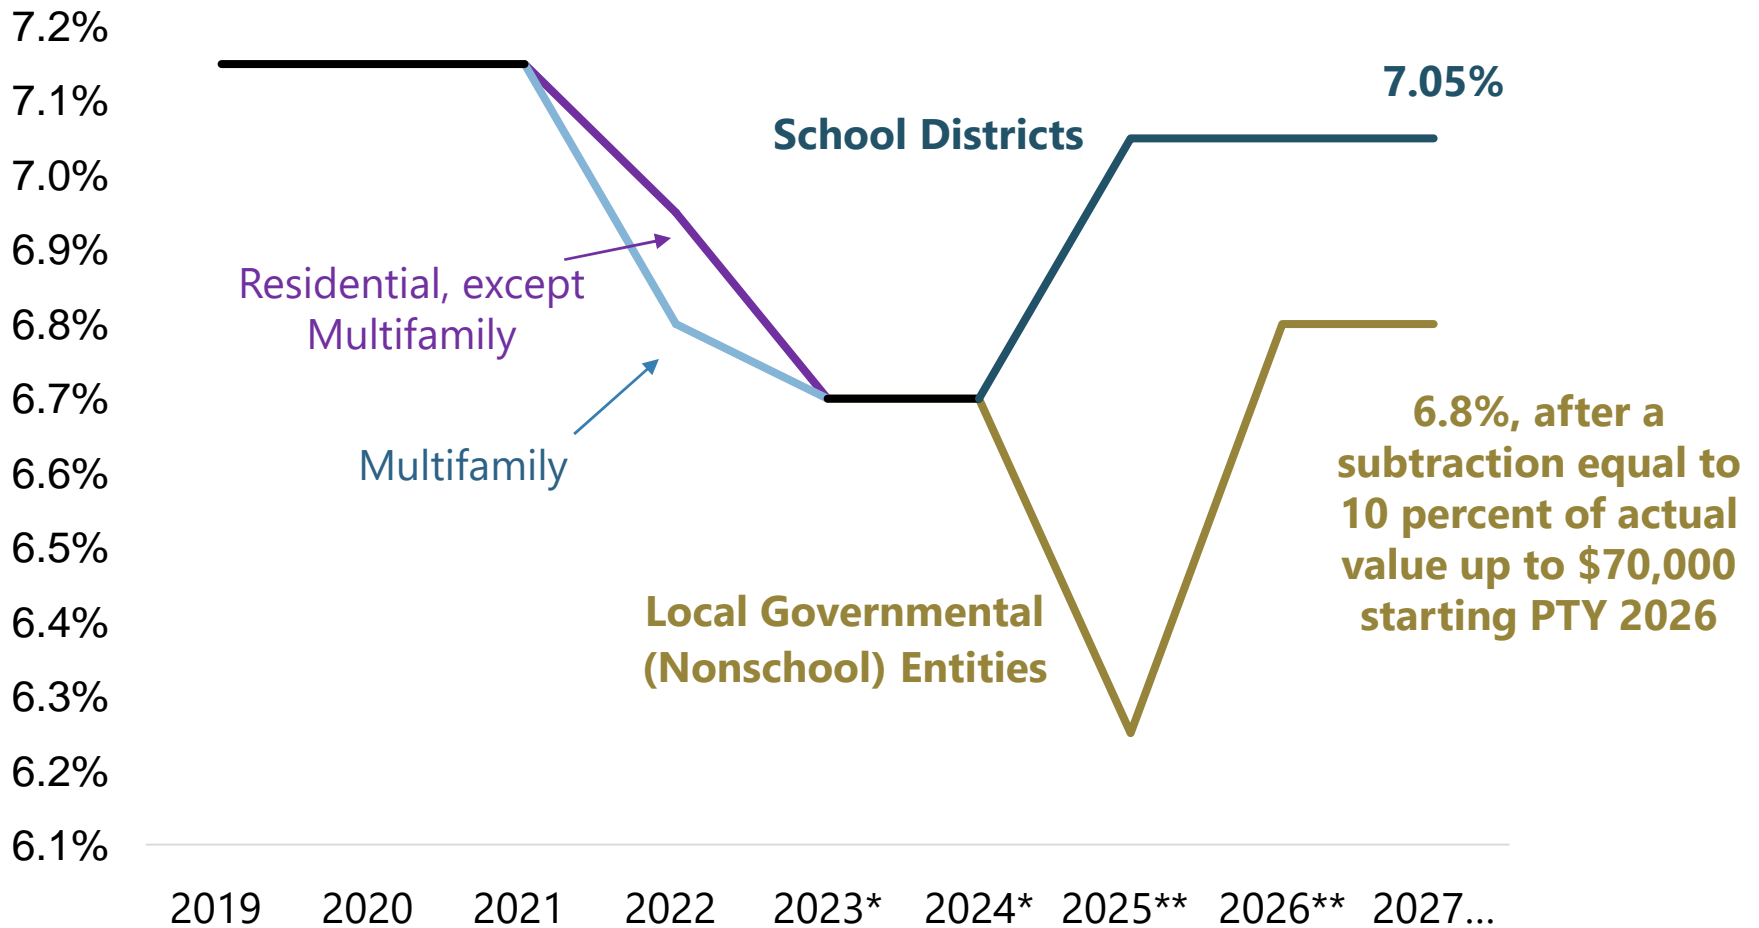 7.2%
7.1%
7.0%
6.9%
6.8%
6.7%
6.6%
6.5%
6.4%
6.3%
6.2%
6.1%
7.05%
School Districts
Residential, except
Multifamily
Multifamily
6.8%, after a
subtraction equal to
10 percent of actual
value up to $70,000
starting PTY 2026
Local Governmental
(Nonschool) Entities
2019 2020 2021 2022 2023* 2024* 2025** 2026** 2027...